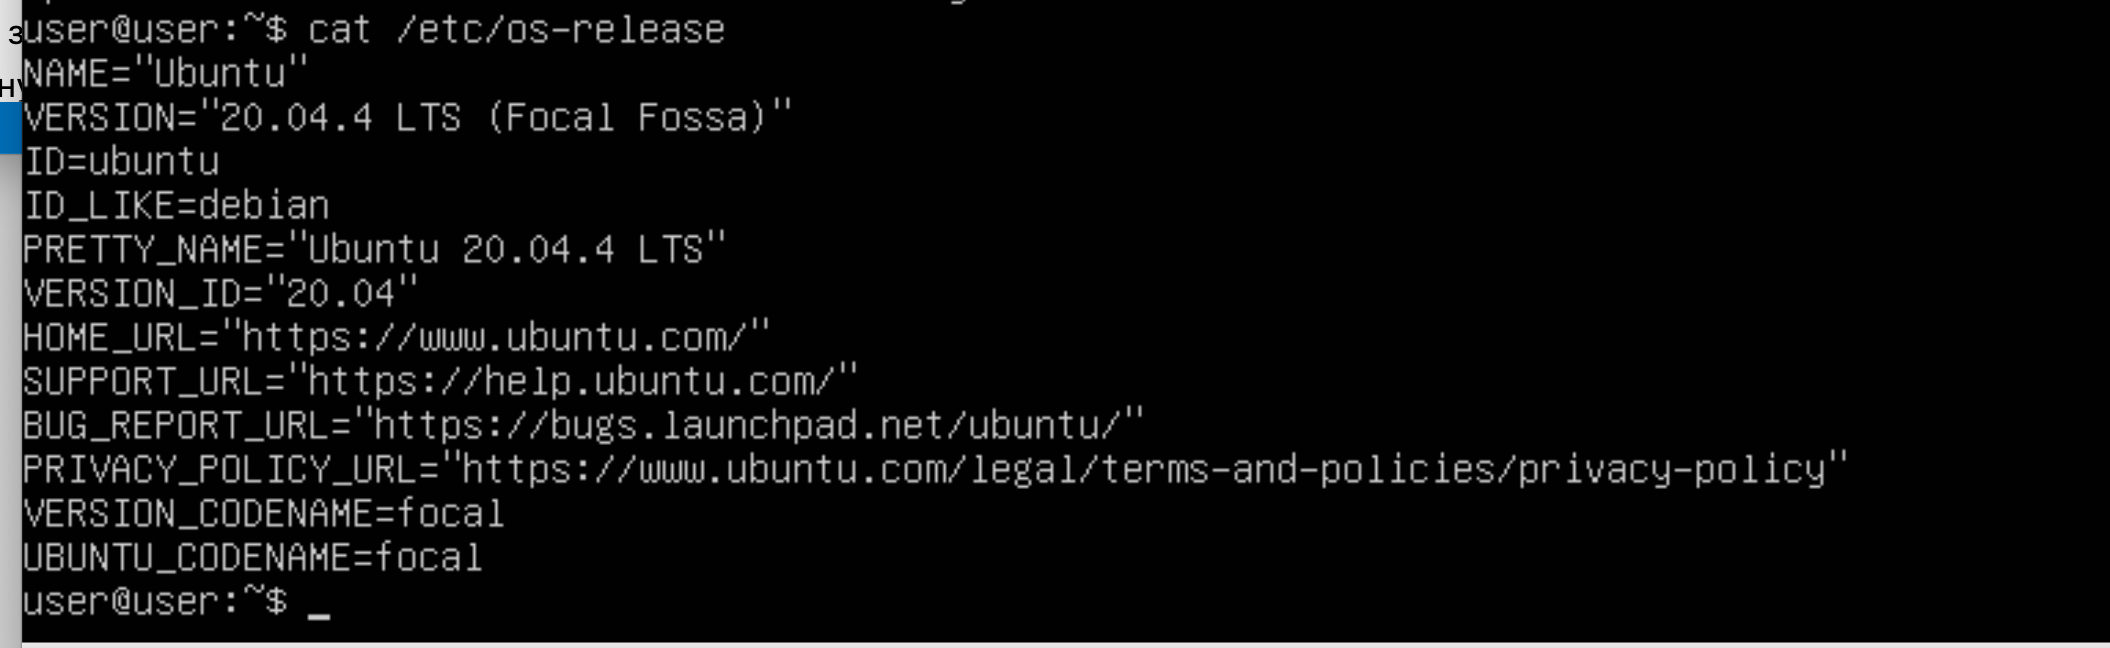 user@user:~$ cat /etc/os-release
NAME="Ubuntu"
VERSION="20.04.4 LTS (Focal Fossa)"
ID=ubuntu
ID_LIKE=debian
PRETTY_NAME="Ubuntu 20.04.4 LTS"
VERSION_ID="20.04"
HOME_URL="https://www.ubuntu.com/"
SUPPORT_URL="https://help.ubuntu.com/"
BUG_REPORT_URL="https://bugs.launchpad.net/ubuntu/"
PRIVACY_POLICY_URL="https://www.ubuntu.com/legal/terms-and-policies/privacy-policy"
VERSION_CODENAME=focal
UBUNTU_CODENAME=focal
user@user:~$ _